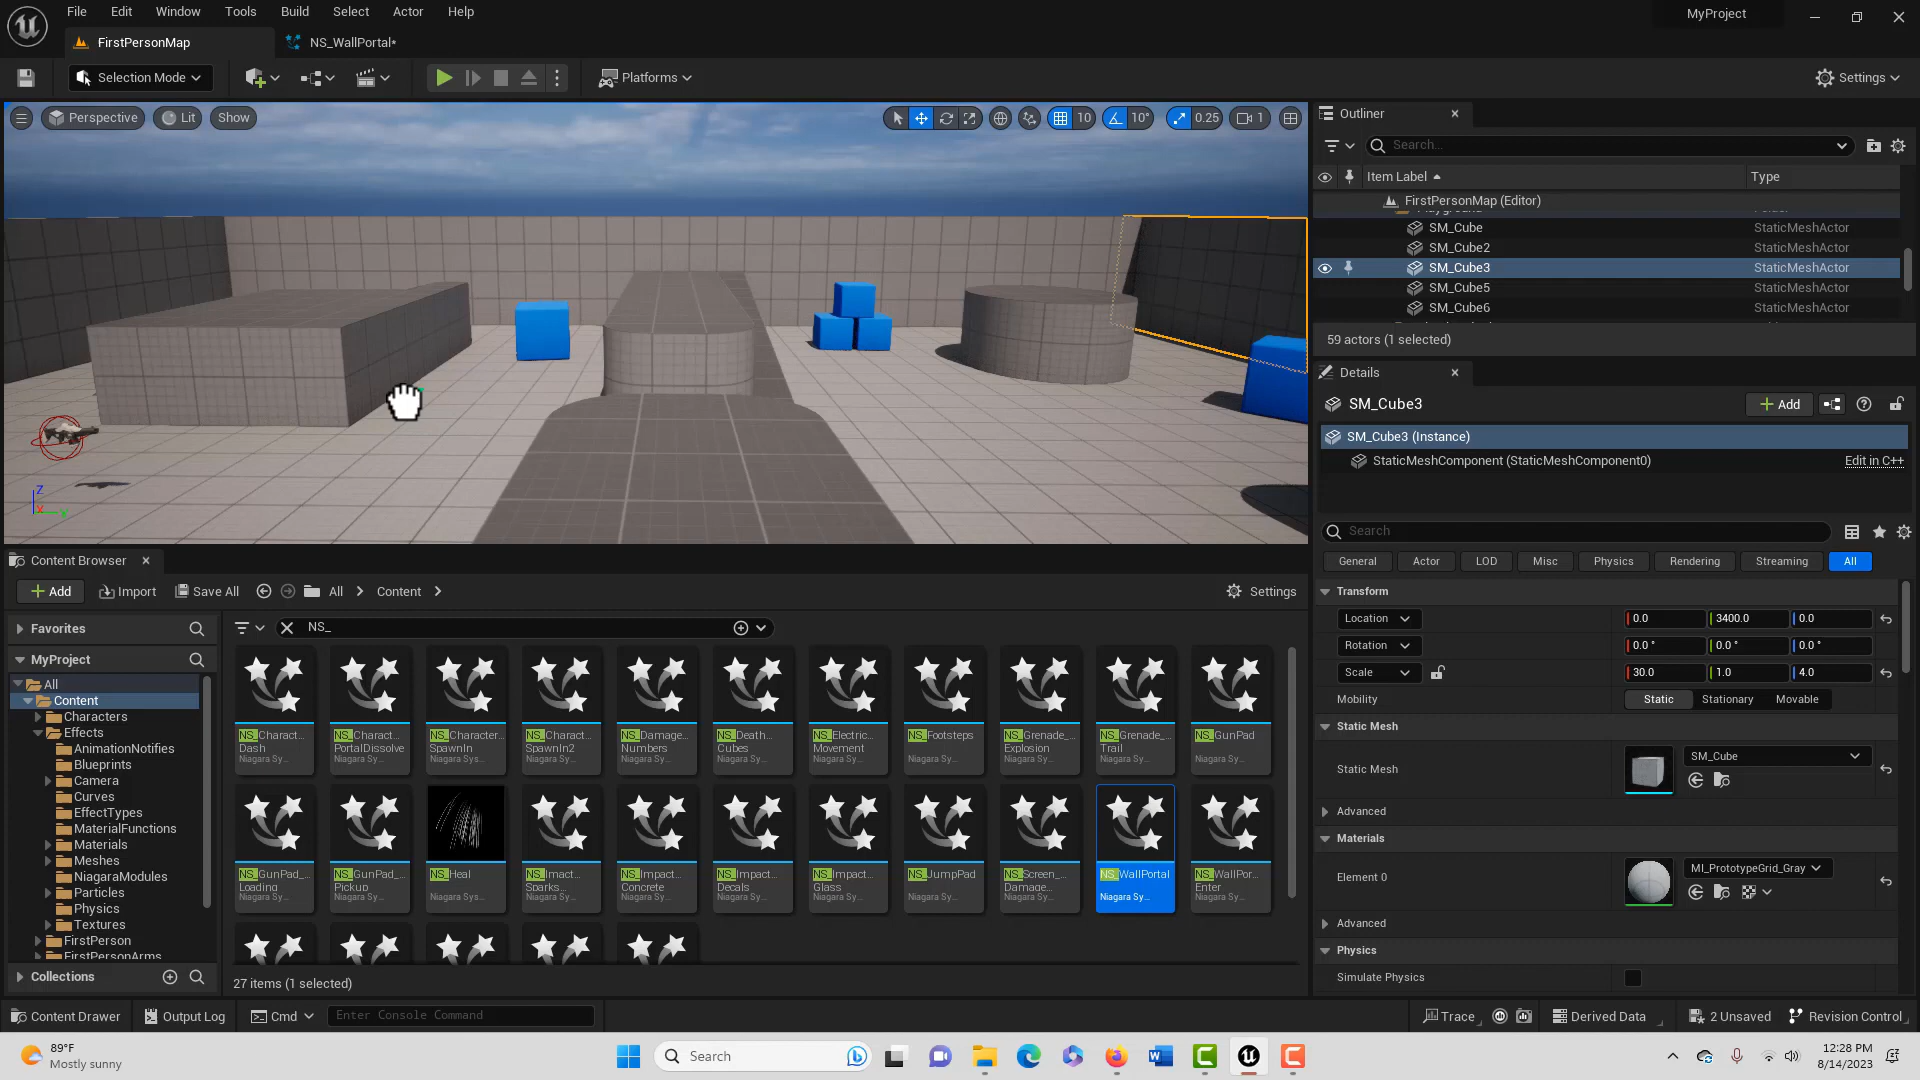 File Edit Window Tools Build Select Actor Help
MyProject
FirstPersonMap
NS_WallPortal*
Selection Mode
Platforms
Settings
Perspective
Lit
Show
10
10°
0.25
1
Outliner
Search...
Item Label
Type
FirstPersonMap (Editor)
SM_Cube StaticMeshActor
SM_Cube2 StaticMeshActor
SM_Cube3 StaticMeshActor
SM_Cube5 StaticMeshActor
SM_Cube6 StaticMeshActor
59 actors (1 selected)
Details
SM_Cube3
Add
SM_Cube3 (Instance)
StaticMeshComponent (StaticMeshComponent0)
Edit in C++
Search
General Actor LOD Misc Physics Rendering Streaming All
Transform
Location 0.0 3400.0 0.0
Rotation 0.0 ° 0.0 ° 0.0 °
Scale 30.0 1.0 4.0
Mobility Static Stationary Movable
Static Mesh
Static Mesh
SM_Cube
Advanced
Materials
Element 0
MI_PrototypeGrid_Gray
Advanced
Physics
Simulate Physics
Z
X
Y
Content Browser
Add Import Save All All Content Settings
Favorites
MyProject
All
Content
Characters
Effects
AnimationNotifies
Blueprints
Camera
Curves
EffectTypes
MaterialFunctions
Materials
Meshes
NiagaraModules
Particles
Physics
Textures
FirstPerson
FirstPersonArms
Collections
NS_
NS_Charact...
Dash
Niagara Sy...
NS_Charact...
PortalDissolve
Niagara Sy...
NS_Character...
SpawnIn
Niagara Sy...
NS_Charact...
SpawnIn2
Niagara Sy...
NS_Damage...
Numbers
Niagara Sy...
NS_Death...
Cubes
Niagara Sy...
NS_Electric...
Movement
Niagara Sy...
NS_Footsteps
Niagara Sy...
NS_Grenade_...
Explosion
Niagara Sy...
NS_Grenade_...
Trail
Niagara Sy...
NS_GunPad
Niagara Sy...
NS_GunPad_...
Loading
Niagara Sy...
NS_GunPad_...
Pickup
Niagara Sy...
NS_Heal
Niagara Sys...
NS_Imact...
Sparks...
Niagara Sy...
NS_Impact...
Concrete
Niagara Sy...
NS_Impact...
Decals
Niagara Sy...
NS_Impact...
Glass
Niagara Sy...
NS_JumpPad
Niagara Sy...
NS_Screen_...
Damage...
Niagara Sy...
NS_WallPortal
Niagara Sy...
NS_WallPor...
Enter
Niagara Sy...
27 items (1 selected)
Content Drawer
Output Log
Cmd
Enter Console Command
Trace
Derived Data
2 Unsaved
Revision Control
89°F
Mostly sunny
Search
12:28 PM
8/14/2023